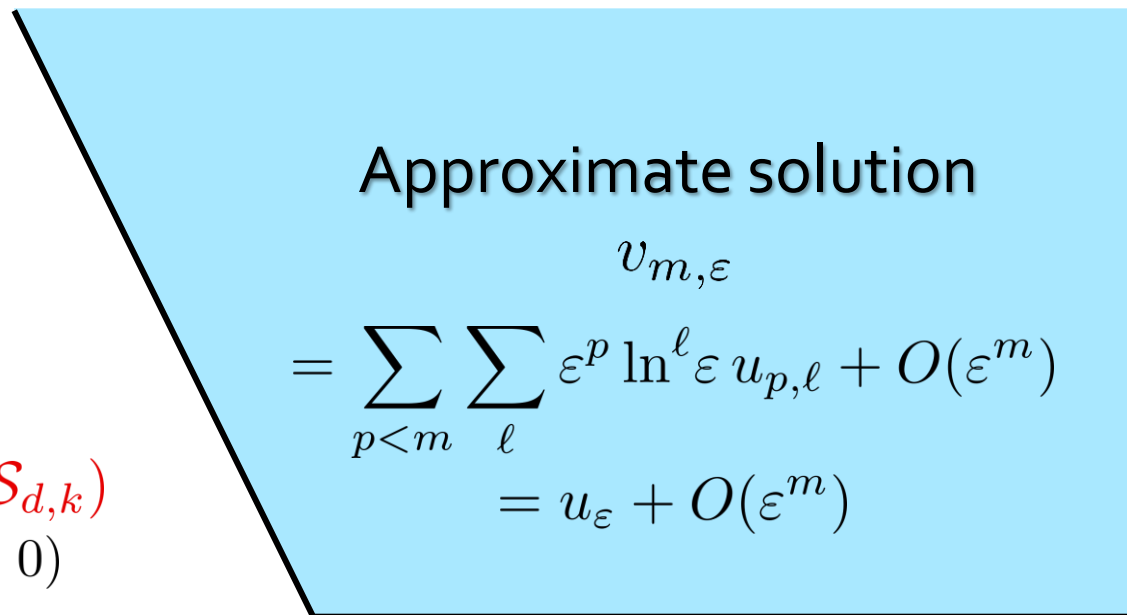 Approximate solution
v_{m,ε}
= ∑_{p<m} ∑_ℓ ε^p ln^ℓ ε u_{p,ℓ} + O(ε^m)
= u_ε + O(ε^m)
S_{d,k})
0)